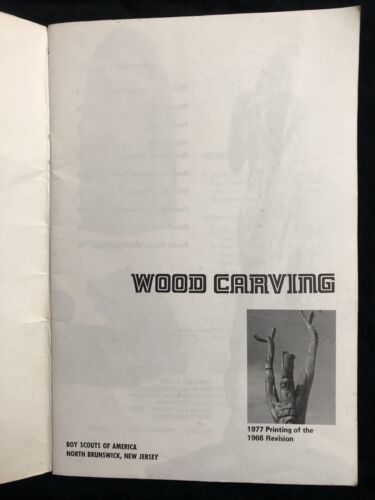 WOOD CARVING
1977 Printing of the
1966 Revision
BOY SCOUTS OF AMERICA
NORTH BRUNSWICK, NEW JERSEY